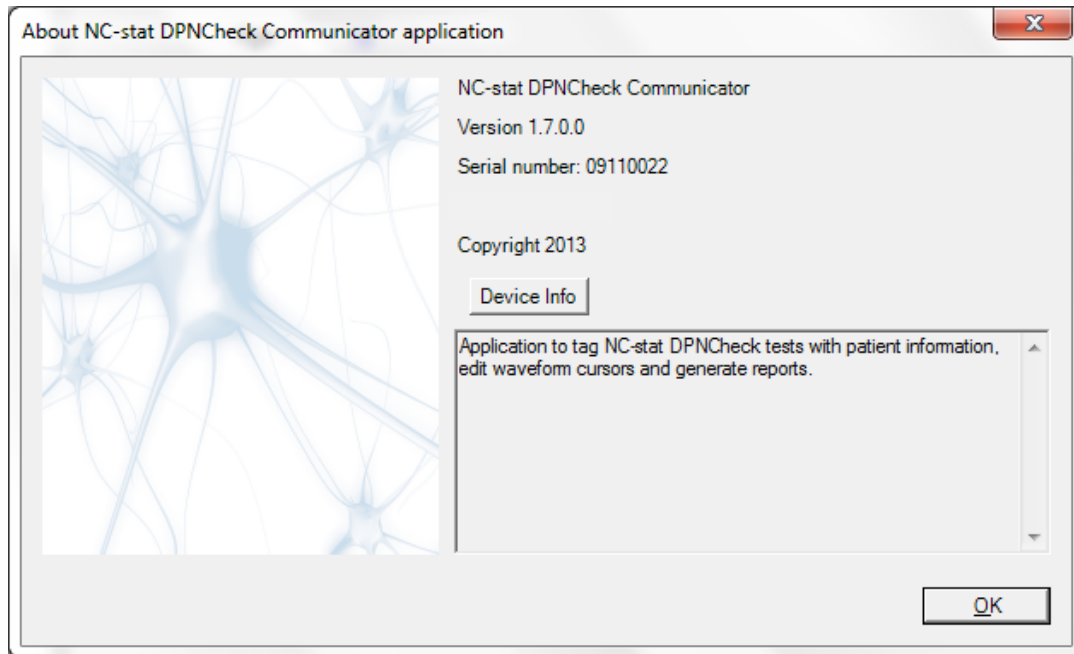 About NC-stat DPNCheck Communicator application
NC-stat DPNCheck Communicator
Version 1.7.0.0
Serial number: 09110022
Copyright 2013
Device Info
Application to tag NC-stat DPNCheck tests with patient information,
edit waveform cursors and generate reports.
OK